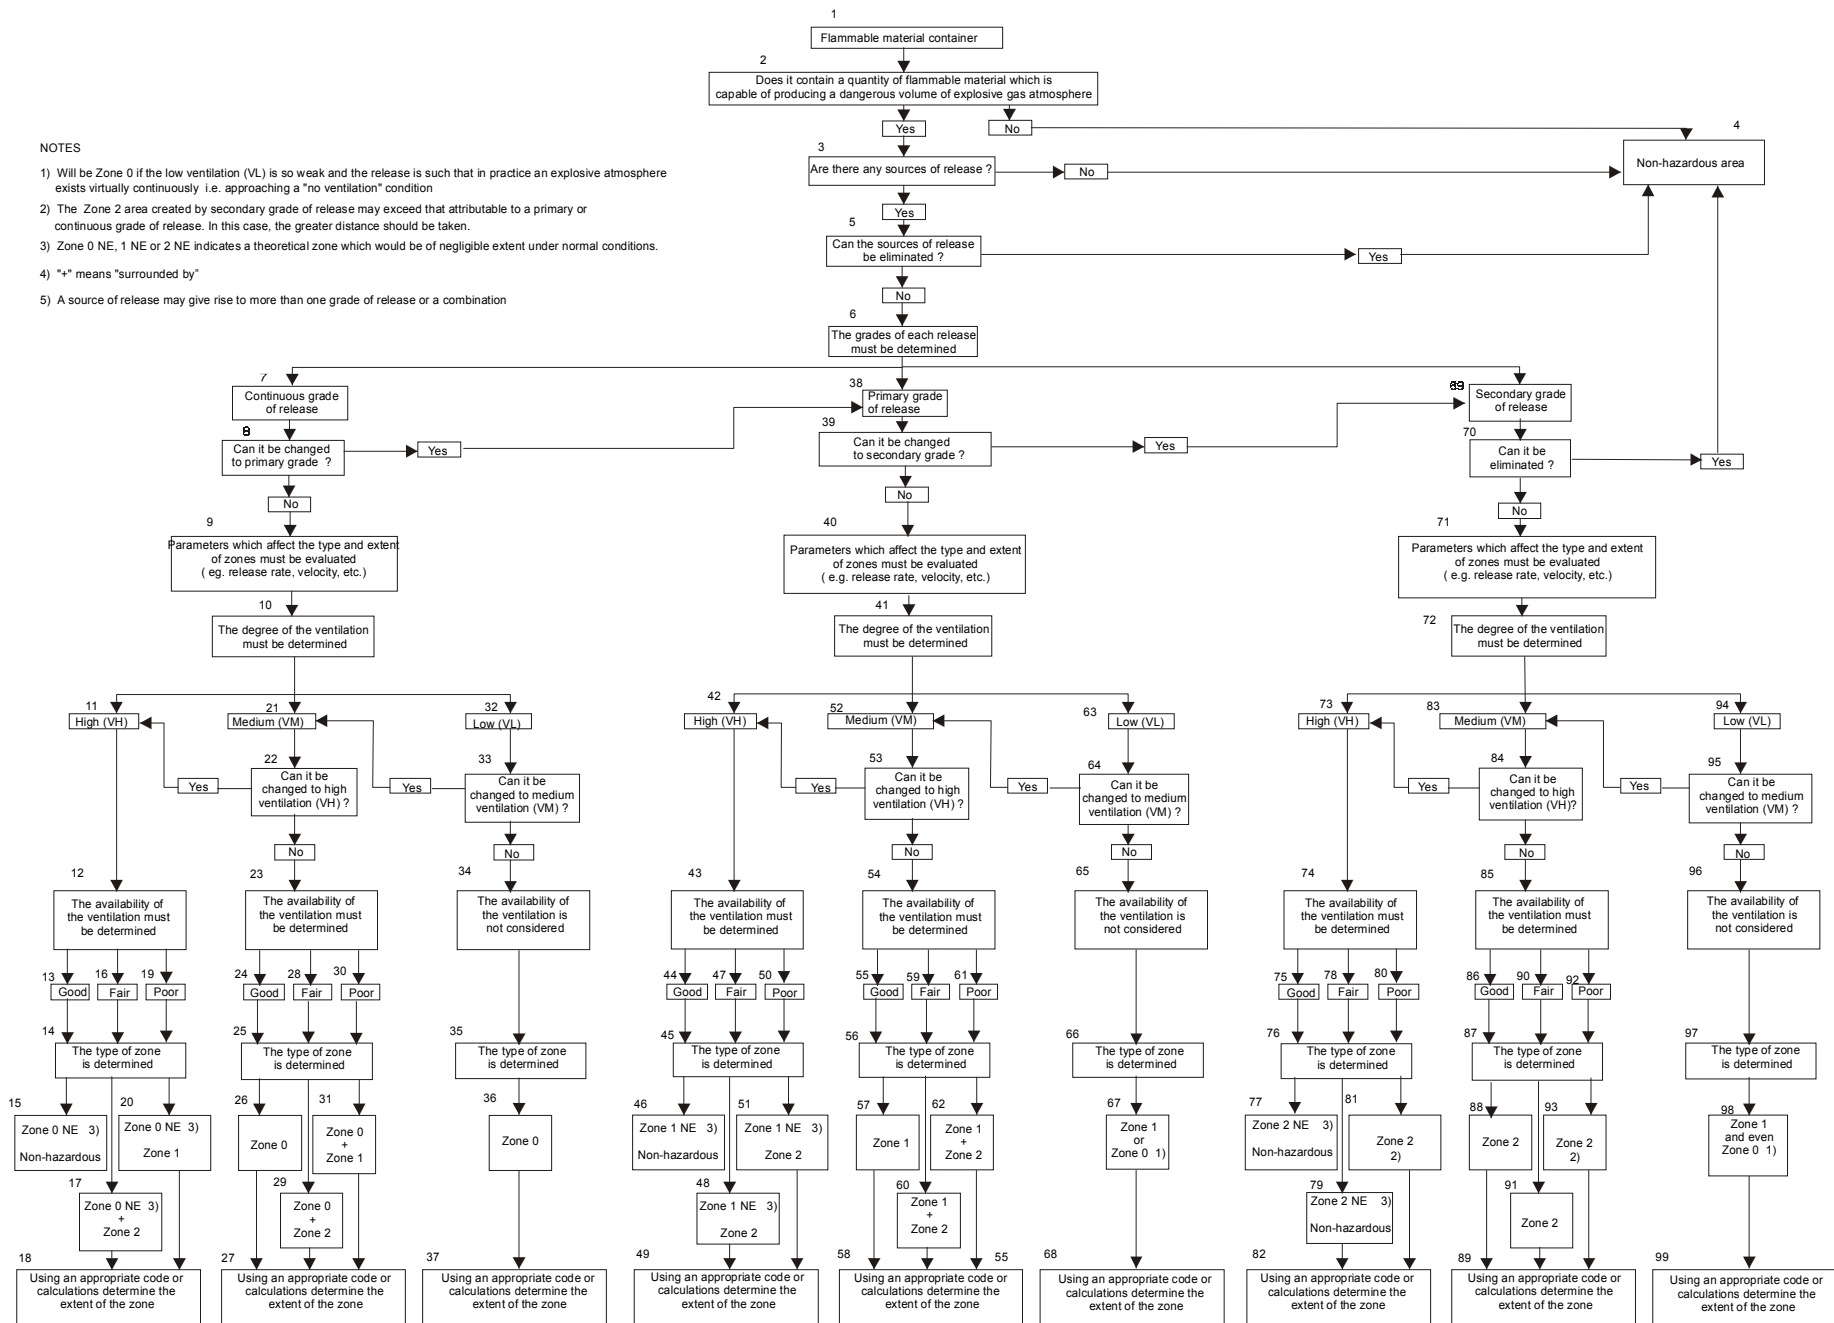 1
Flammable material container
2
Does it contain a quantity of flammable material which is
capable of producing a dangerous volume of explosive gas atmosphere
Yes
No
4
Non-hazardous area
3
Are there any sources of release ?
No
Yes
5
Can the sources of release
be eliminated ?
Yes
No
6
The grades of each release
must be determined
NOTES
1) Will be Zone 0 if the low ventilation (VL) is so weak and the release is such that in practice an explosive atmosphere
exists virtually continuously i.e. approaching a "no ventilation" condition
2) The Zone 2 area created by secondary grade of release may exceed that attributable to a primary or
continuous grade of release. In this case, the greater distance should be taken.
3) Zone 0 NE, 1 NE or 2 NE indicates a theoretical zone which would be of negligible extent under normal conditions.
4) "+" means "surrounded by"
5) A source of release may give rise to more than one grade of release or a combination
7
Continuous grade
of release
8
Can it be changed
to primary grade ?
Yes
No
9
Parameters which affect the type and extent
of zones must be evaluated
( eg. release rate, velocity, etc.)
10
The degree of the ventilation
must be determined
11
High (VH)
21
Medium (VM)
32
Low (VL)
22
Can it be
changed to high
ventilation (VH) ?
Yes
No
33
Can it be
changed to medium
ventilation (VM) ?
Yes
No
12
The availability of
the ventilation must
be determined
23
The availability of
the ventilation must
be determined
34
The availability of
the ventilation is
not considered
13
Good
16
Fair
19
Poor
24
Good
28
Fair
30
Poor
14
The type of zone
is determined
25
The type of zone
is determined
35
The type of zone
is determined
15
Zone 0 NE 3)
Non-hazardous
20
Zone 0 NE 3)
Zone 1
17
Zone 0 NE 3)
+
Zone 2
26
Zone 0
31
Zone 0
+
Zone 1
29
Zone 0
+
Zone 2
36
Zone 0
18
Using an appropriate code or
calculations determine the
extent of the zone
27
Using an appropriate code or
calculations determine the
extent of the zone
37
Using an appropriate code or
calculations determine the
extent of the zone
38
Primary grade
of release
39
Can it be changed
to secondary grade ?
Yes
No
40
Parameters which affect the type and extent
of zones must be evaluated
( e.g. release rate, velocity, etc.)
41
The degree of the ventilation
must be determined
42
High (VH)
52
Medium (VM)
63
Low (VL)
53
Can it be
changed to high
ventilation (VH) ?
Yes
No
64
Can it be
changed to medium
ventilation (VM) ?
Yes
No
43
The availability of
the ventilation must
be determined
54
The availability of
the ventilation must
be determined
65
The availability of
the ventilation is
not considered
44
Good
47
Fair
50
Poor
55
Good
59
Fair
61
Poor
45
The type of zone
is determined
56
The type of zone
is determined
66
The type of zone
is determined
46
Zone 1 NE 3)
Non-hazardous
51
Zone 1 NE 3)
Zone 2
48
Zone 1 NE 3)
Zone 2
57
Zone 1
62
Zone 1
+
Zone 2
60
Zone 1
+
Zone 2
67
Zone 1
or
Zone 0 1)
49
Using an appropriate code or
calculations determine the
extent of the zone
58
55
Using an appropriate code or
calculations determine the
extent of the zone
68
Using an appropriate code or
calculations determine the
extent of the zone
Secondary grade
of release
70
Can it be
eliminated ?
Yes
No
71
Parameters which affect the type and extent
of zones must be evaluated
( e.g. release rate, velocity, etc.)
72
The degree of the ventilation
must be determined
73
High (VH)
83
Medium (VM)
94
Low (VL)
84
Can it be
changed to high
ventilation (VH)?
Yes
No
95
Can it be
changed to medium
ventilation (VM) ?
Yes
No
74
The availability of
the ventilation must
be determined
85
The availability of
the ventilation must
be determined
96
The availability of
the ventilation is
not considered
75
Good
78
Fair
80
Poor
86
Good
90
Fair
92
Poor
76
The type of zone
is determined
87
The type of zone
is determined
97
The type of zone
is determined
77
Zone 2 NE 3)
Non-hazardous
81
Zone 2
2)
79
Zone 2 NE 3)
Non-hazardous
88
Zone 2
93
Zone 2
2)
91
Zone 2
98
Zone 1
and even
Zone 0 1)
82
Using an appropriate code or
calculations determine the
extent of the zone
89
Using an appropriate code or
calculations determine the
extent of the zone
99
Using an appropriate code or
calculations determine the
extent of the zone